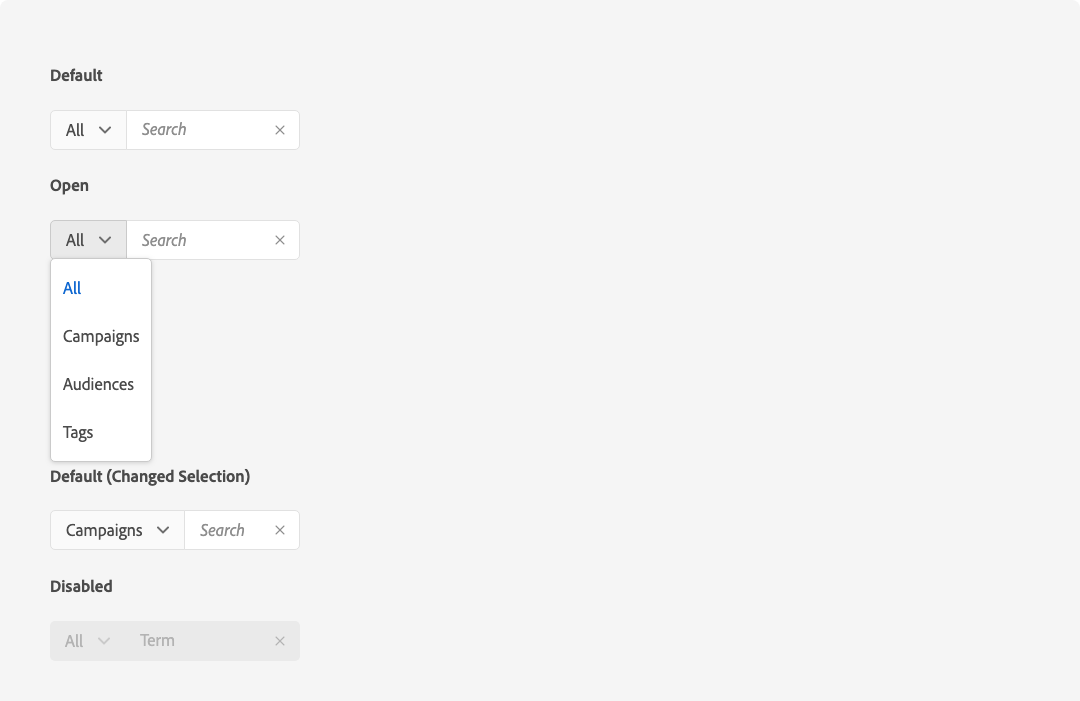 Default
All Search
Open
All Search
All
Campaigns
Audiences
Tags
Default (Changed Selection)
Campaigns Search
Disabled
All Term